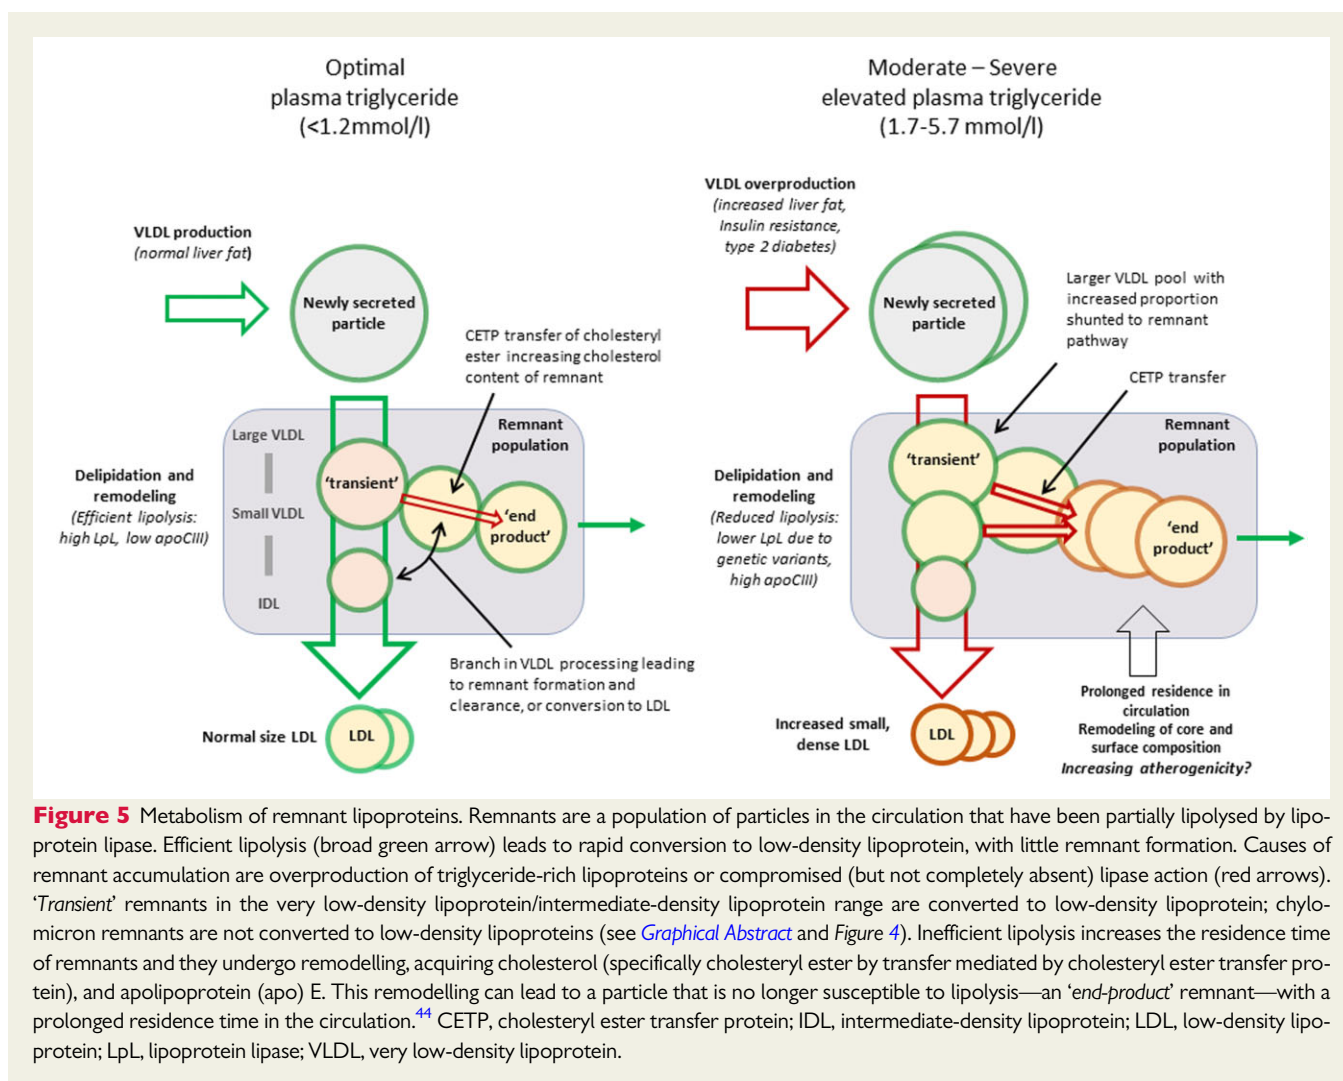 Optimal
plasma triglyceride
(<1.2mmol/l)
VLDL production
(normal liver fat)
Newly secreted
particle
CETP transfer of cholesteryl
ester increasing cholesterol
content of remnant
Large VLDL
Small VLDL
IDL
Remnant
population
'transient'
'end
product'
Delipidation and
remodeling
(Efficient lipolysis:
high LpL, low apoCIII)
Branch in VLDL processing leading
to remnant formation and
clearance, or conversion to LDL
Normal size LDL
LDL
Moderate – Severe
elevated plasma triglyceride
(1.7-5.7 mmol/l)
VLDL overproduction
(increased liver fat,
Insulin resistance,
type 2 diabetes)
Newly secreted
particle
Larger VLDL pool with
increased proportion
shunted to remnant
pathway
CETP transfer
Remnant
population
'transient'
'end
product'
Delipidation and
remodeling
(Reduced lipolysis:
lower LpL due to
genetic variants,
high apoCIII)
Increased small,
dense LDL
LDL
Prolonged residence in
circulation
Remodeling of core and
surface composition
Increasing atherogenicity?
Figure 5 Metabolism of remnant lipoproteins. Remnants are a population of particles in the circulation that have been partially lipolysed by lipo-
protein lipase. Efficient lipolysis (broad green arrow) leads to rapid conversion to low-density lipoprotein, with little remnant formation. Causes of
remnant accumulation are overproduction of triglyceride-rich lipoproteins or compromised (but not completely absent) lipase action (red arrows).
'Transient' remnants in the very low-density lipoprotein/intermediate-density lipoprotein range are converted to low-density lipoprotein; chylo-
micron remnants are not converted to low-density lipoproteins (see Graphical Abstract and Figure 4). Inefficient lipolysis increases the residence time
of remnants and they undergo remodelling, acquiring cholesterol (specifically cholesteryl ester by transfer mediated by cholesteryl ester transfer pro-
tein), and apolipoprotein (apo) E. This remodelling can lead to a particle that is no longer susceptible to lipolysis—an 'end-product' remnant—with a
prolonged residence time in the circulation.44 CETP, cholesteryl ester transfer protein; IDL, intermediate-density lipoprotein; LDL, low-density lipo-
protein; LpL, lipoprotein lipase; VLDL, very low-density lipoprotein.